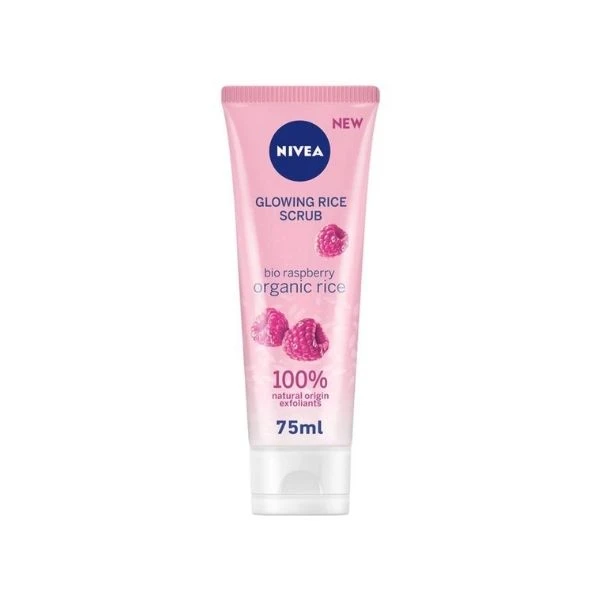 NEW
NIVEA
GLOWING RICE
SCRUB
bio raspberry
organic rice
100%
natural origin
exfoliants
75ml